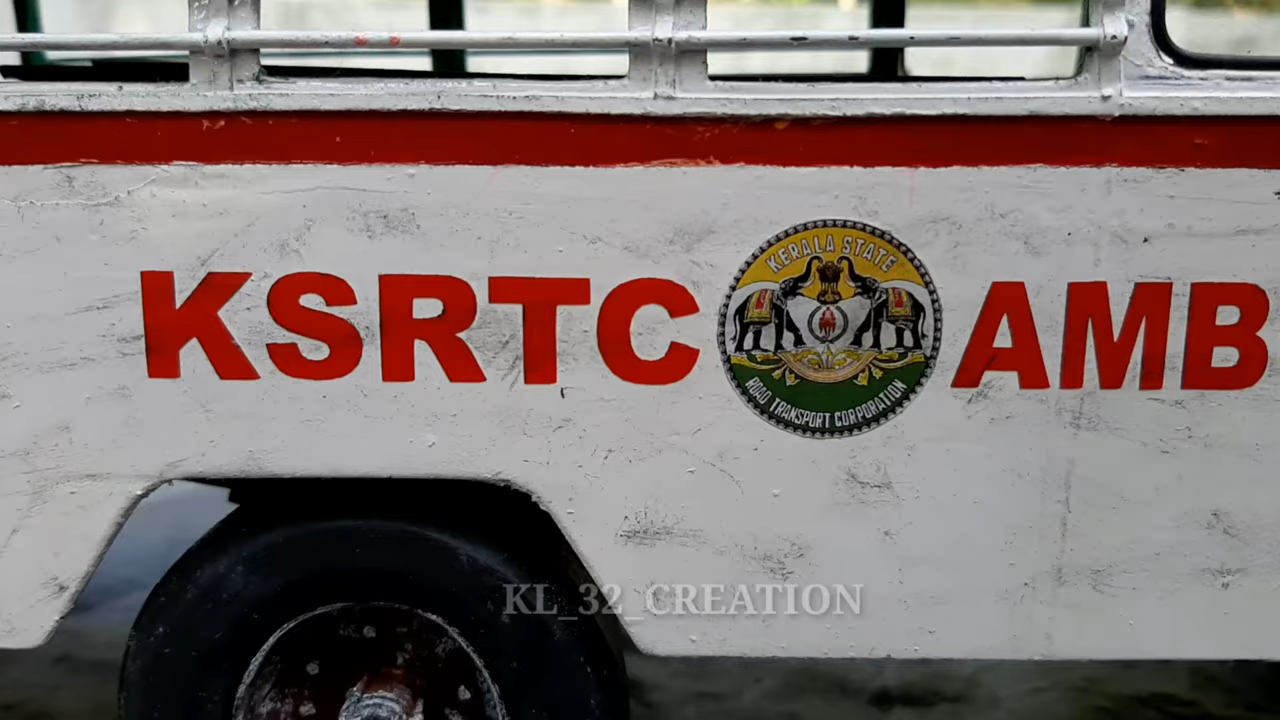 KSRTC
KERALA STATE
ROAD TRANSPORT CORPORATION
AMB
KL_32_CREATION